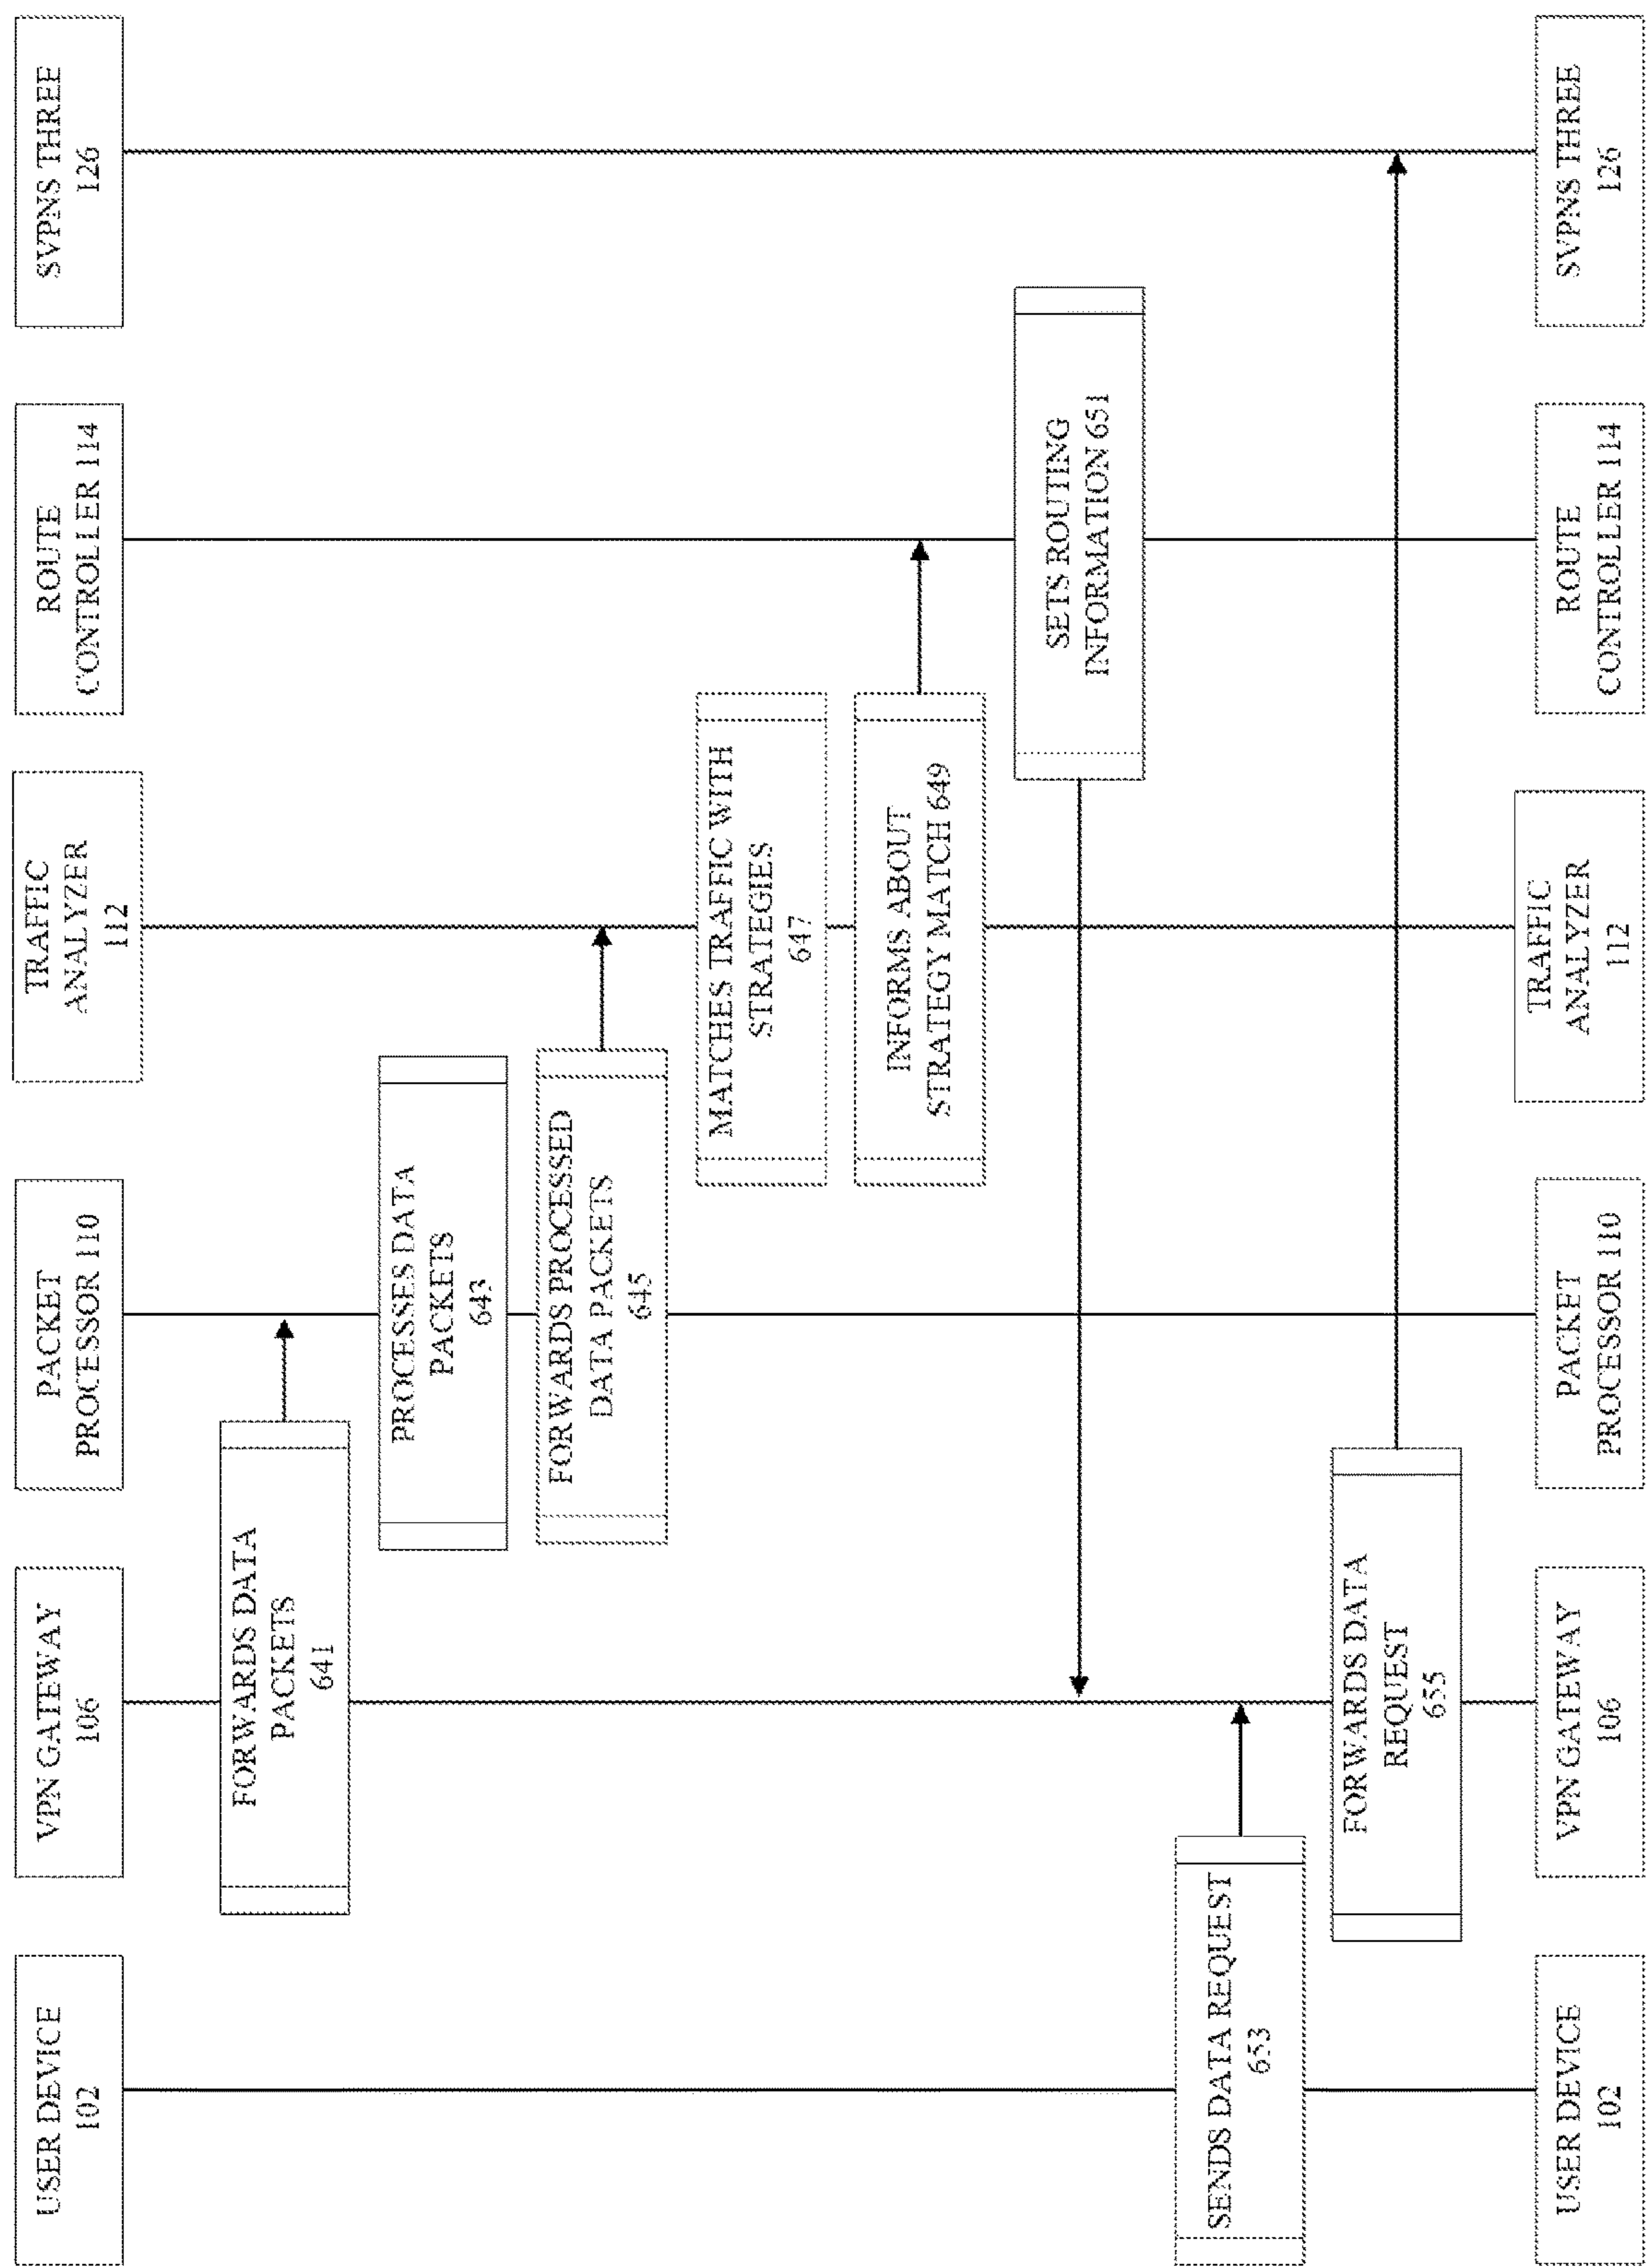 USER DEVICE
102
VPN GATEWAY
106
PACKET
PROCESSOR 110
TRAFFIC
ANALYZER
112
ROUTE
CONTROLLER 114
SVPNS THREE
126
FORWARDS DATA
PACKETS
641
PROCESSES DATA
PACKETS
643
FORWARDS PROCESSED
DATA PACKETS
645
MATCHES TRAFFIC WITH
STRATEGIES
647
INFORMS ABOUT
STRATEGY MATCH 649
SETS ROUTING
INFORMATION 651
SENDS DATA REQUEST
653
FORWARDS DATA
REQUEST
655
USER DEVICE
102
VPN GATEWAY
106
PACKET
PROCESSOR 110
TRAFFIC
ANALYZER
112
ROUTE
CONTROLLER 114
SVPNS THREE
126